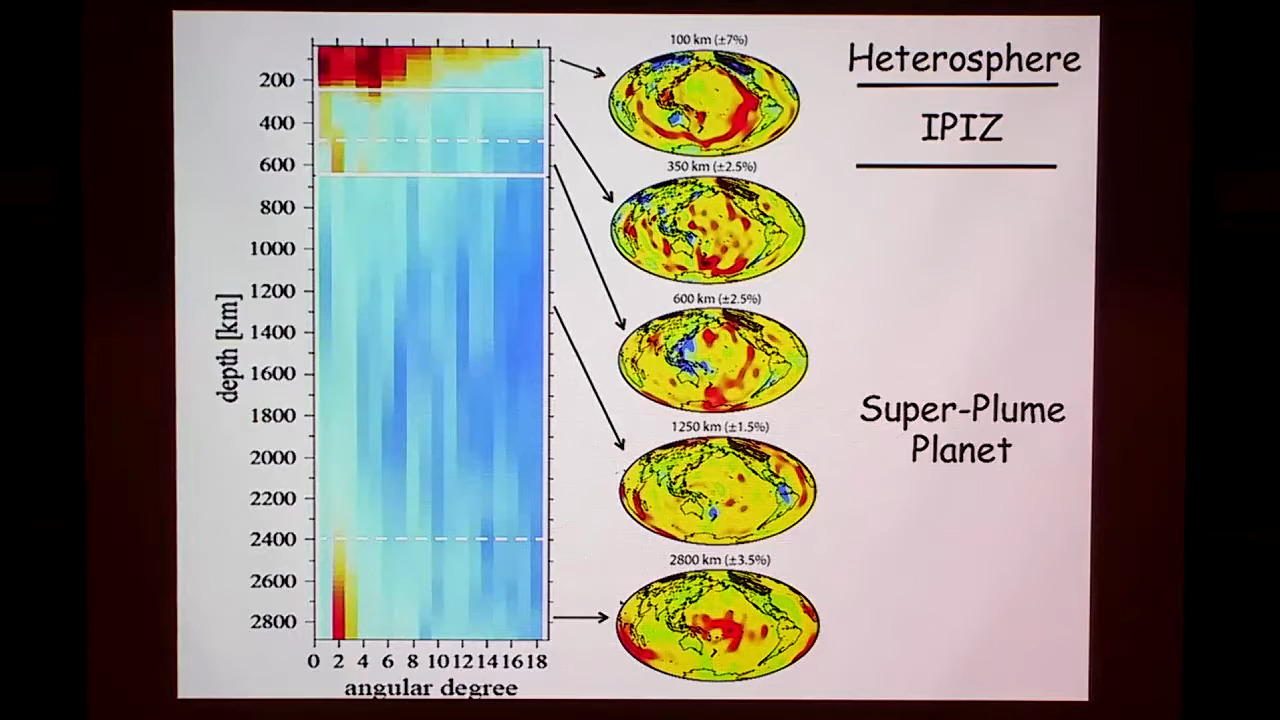 100 km (±7%)
Heterosphere
IPIZ
350 km (±2.5%)
600 km (±2.5%)
1250 km (±1.5%)
Super-Plume
Planet
2800 km (±3.5%)
depth [km]
200
400
600
800
1000
1200
1400
1600
1800
2000
2200
2400
2600
2800
0 2 4 6 8 10 12 14 16 18
angular degree